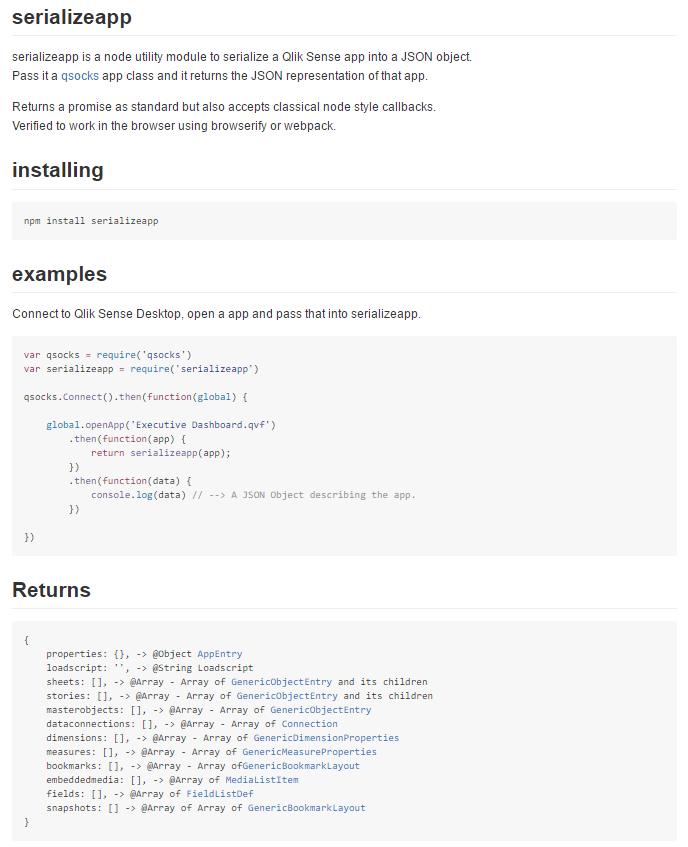 serializeapp
serializeapp is a node utility module to serialize a Qlik Sense app into a JSON object.
Pass it a qsocks app class and it returns the JSON representation of that app.
Returns a promise as standard but also accepts classical node style callbacks.
Verified to work in the browser using browserify or webpack.
installing
npm install serializeapp
examples
Connect to Qlik Sense Desktop, open a app and pass that into serializeapp.
var qsocks = require('qsocks')
var serializeapp = require('serializeapp')
qsocks.Connect().then(function(global) {
    global.openApp('Executive Dashboard.qvf')
        .then(function(app) {
            return serializeapp(app);
        })
        .then(function(data) {
            console.log(data) // --> A JSON Object describing the app.
        })
})
Returns
{
    properties: {}, -> @Object AppEntry
    loadscript: '', -> @String Loadscript
    sheets: [], -> @Array - Array of GenericObjectEntry and its children
    stories: [], -> @Array - Array of GenericObjectEntry and its children
    masterobjects: [], -> @Array - Array of GenericObjectEntry
    dataconnections: [], -> @Array - Array of Connection
    dimensions: [], -> @Array - Array of GenericDimensionProperties
    measures: [], -> @Array - Array of GenericMeasureProperties
    bookmarks: [], -> @Array - Array ofGenericBookmarkLayout
    embeddedmedia: [], -> @Array of MediaListItem
    fields: [], -> @Array of FieldListDef
    snapshots: [] -> @Array of Array of GenericBookmarkLayout
}